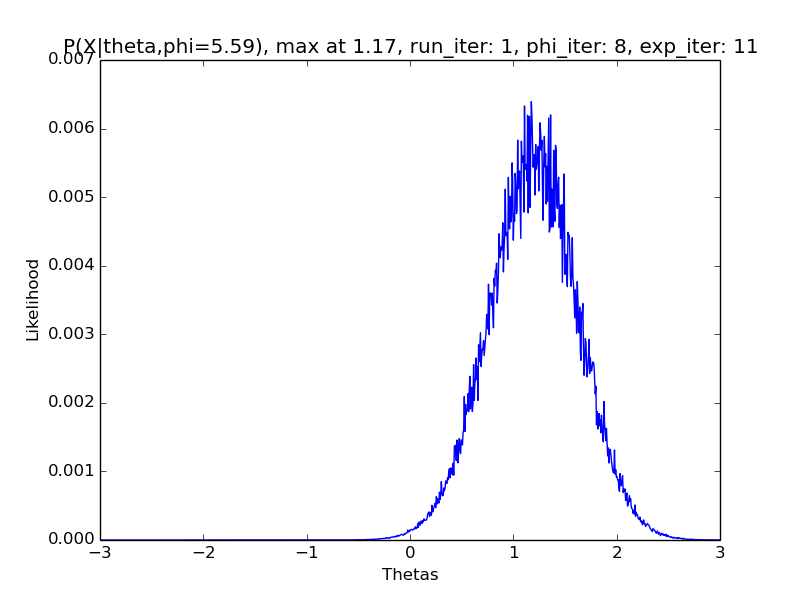 P(X|theta,phi=5.59), max at 1.17, run_iter: 1, phi_iter: 8, exp_iter: 11
0.007
0.006
0.005
0.004
0.003
0.002
0.001
0.000
Likelihood
−3 −2 −1 0 1 2 3
Thetas